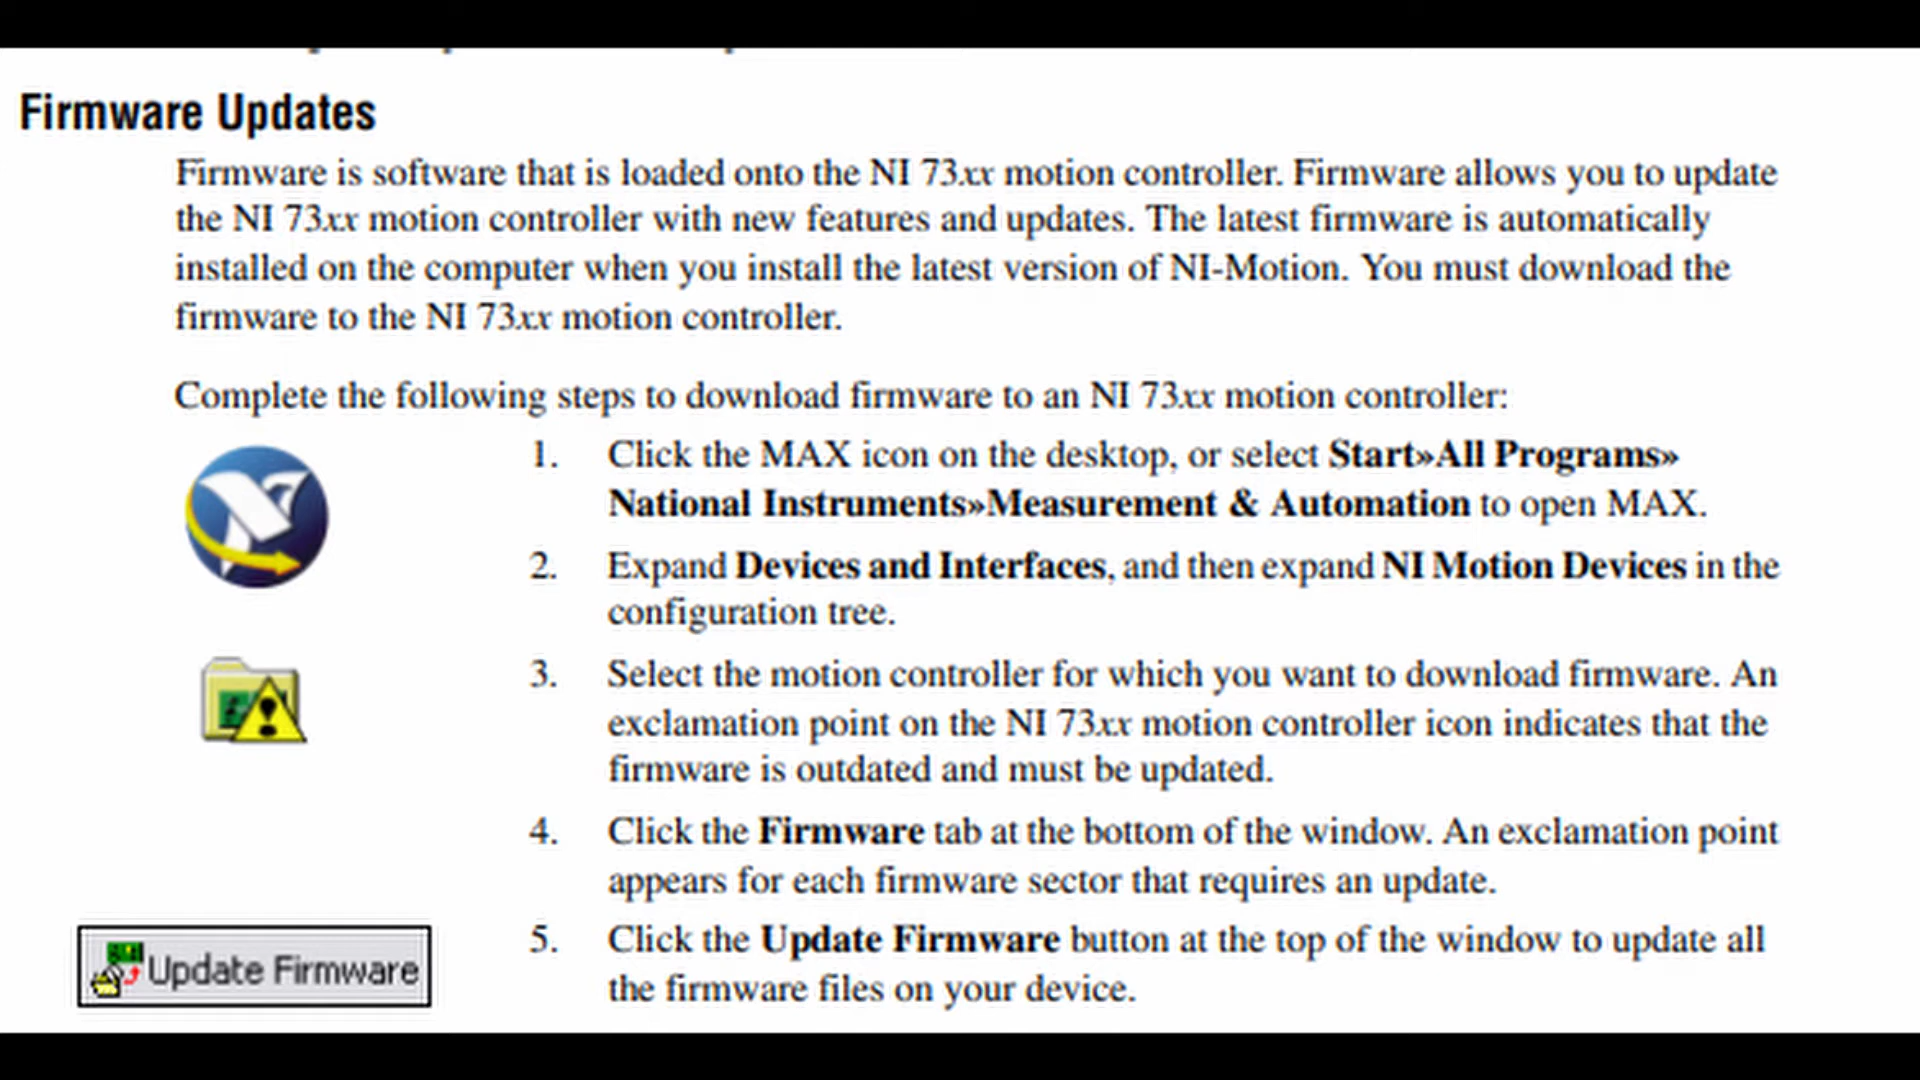 Firmware Updates
Firmware is software that is loaded onto the NI 73xx motion controller. Firmware allows you to update
the NI 73xx motion controller with new features and updates. The latest firmware is automatically
installed on the computer when you install the latest version of NI-Motion. You must download the
firmware to the NI 73xx motion controller.
Complete the following steps to download firmware to an NI 73xx motion controller:
1. Click the MAX icon on the desktop, or select Start»All Programs»
National Instruments»Measurement & Automation to open MAX.
2. Expand Devices and Interfaces, and then expand NI Motion Devices in the
configuration tree.
3. Select the motion controller for which you want to download firmware. An
exclamation point on the NI 73xx motion controller icon indicates that the
firmware is outdated and must be updated.
4. Click the Firmware tab at the bottom of the window. An exclamation point
appears for each firmware sector that requires an update.
Update Firmware
5. Click the Update Firmware button at the top of the window to update all
the firmware files on your device.